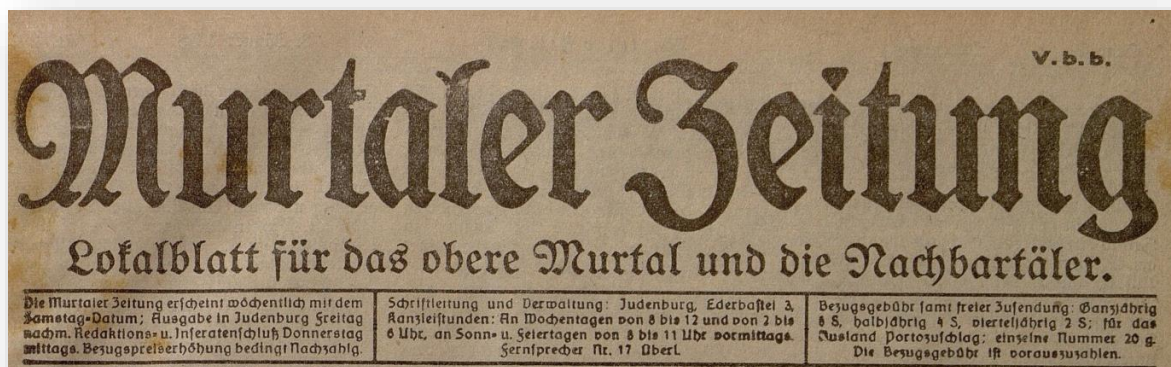 V. b. b.
Murtaler Zeitung
Lokalblatt für das obere Murtal und die Nachbartäler.
Die Murtaler Zeitung erscheint wöchentlich mit dem
Samstag-Datum; Ausgabe in Judenburg Freitag
nachm. Redaktions- u. Inseratenschluß Donnerstag
mittags. Bezugspreiserhöhung bedingt Nachzahlg.
Schriftleitung und Verwaltung: Judenburg, Ederbastei 3,
Kanzleistunden: An Wochentagen von 8 bis 12 und von 2 bis
6 Uhr, an Sonn- u. Feiertagen von 8 bis 11 Uhr vormittags.
Fernsprecher Nr. 17 Überl.
Bezugsgebühr samt freier Zusendung: Ganzjährig
8 S, halbjährig 4 S, vierteljährig 2 S; für das
Ausland Portozuschlag; einzelne Nummer 20 g.
Die Bezugsgebühr ist vorauszuzahlen.